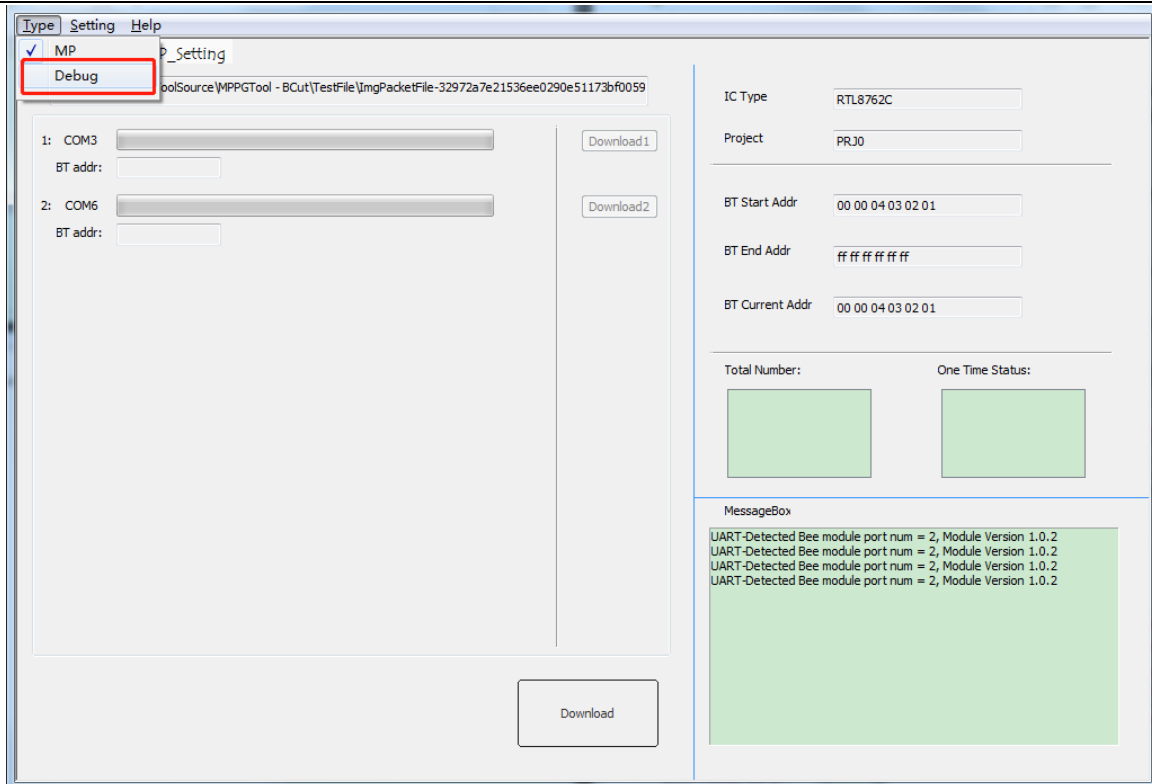 Type Setting Help
MP
P_Setting
Debug
oolSource\MPPGTool - BCut\TestFile\ImgPacketFile-32972a7e21536ee0290e51173bf0059
1: COM3
Download1
BT addr:
2: COM6
Download2
BT addr:
Download
IC Type
RTL8762C
Project
PRJ0
BT Start Addr
00 00 04 03 02 01
BT End Addr
ff ff ff ff ff ff
BT Current Addr
00 00 04 03 02 01
Total Number:
One Time Status:
MessageBox
UART-Detected Bee module port num = 2, Module Version 1.0.2
UART-Detected Bee module port num = 2, Module Version 1.0.2
UART-Detected Bee module port num = 2, Module Version 1.0.2
UART-Detected Bee module port num = 2, Module Version 1.0.2